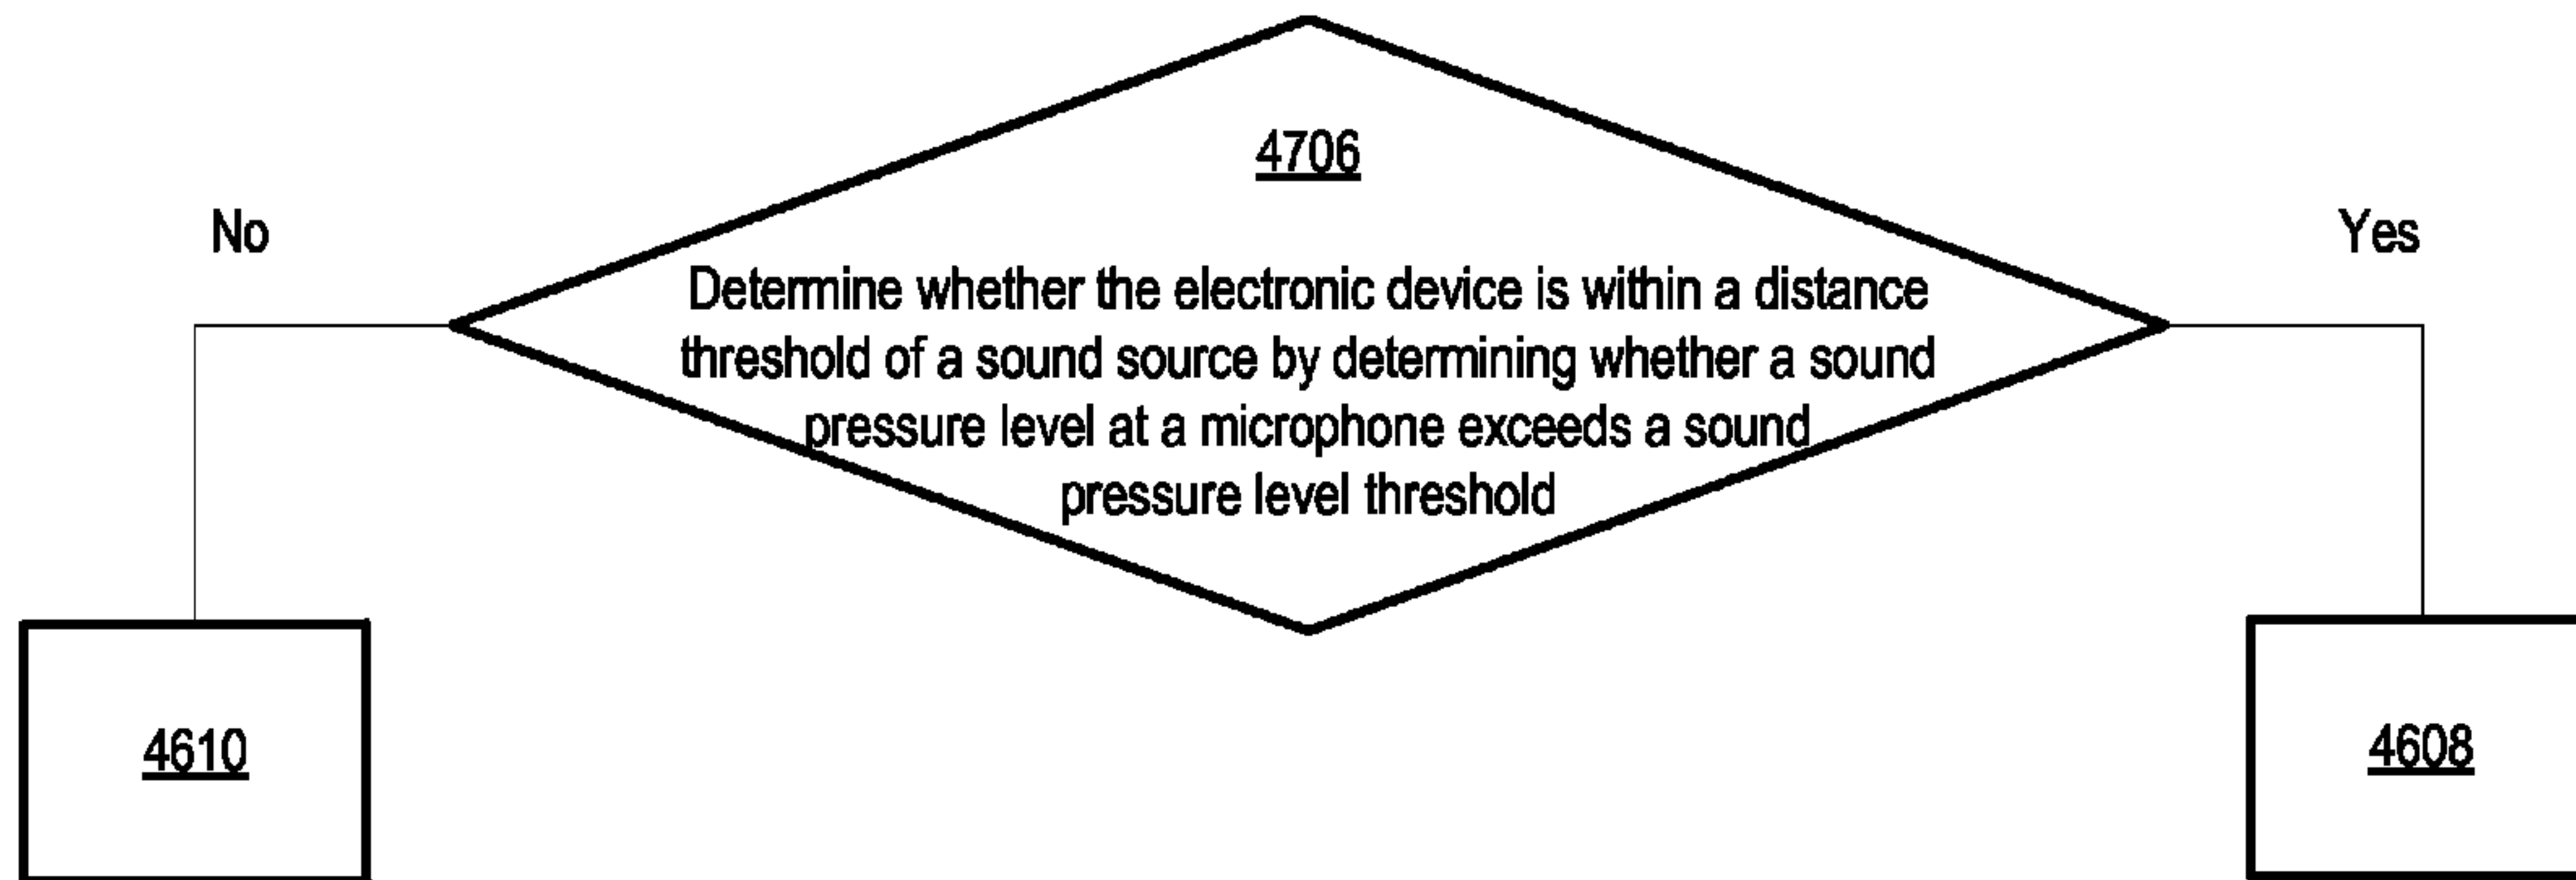 4706
No
Yes
Determine whether the electronic device is within a distance
threshold of a sound source by determining whether a sound
pressure level at a microphone exceeds a sound
pressure level threshold
4610
4608